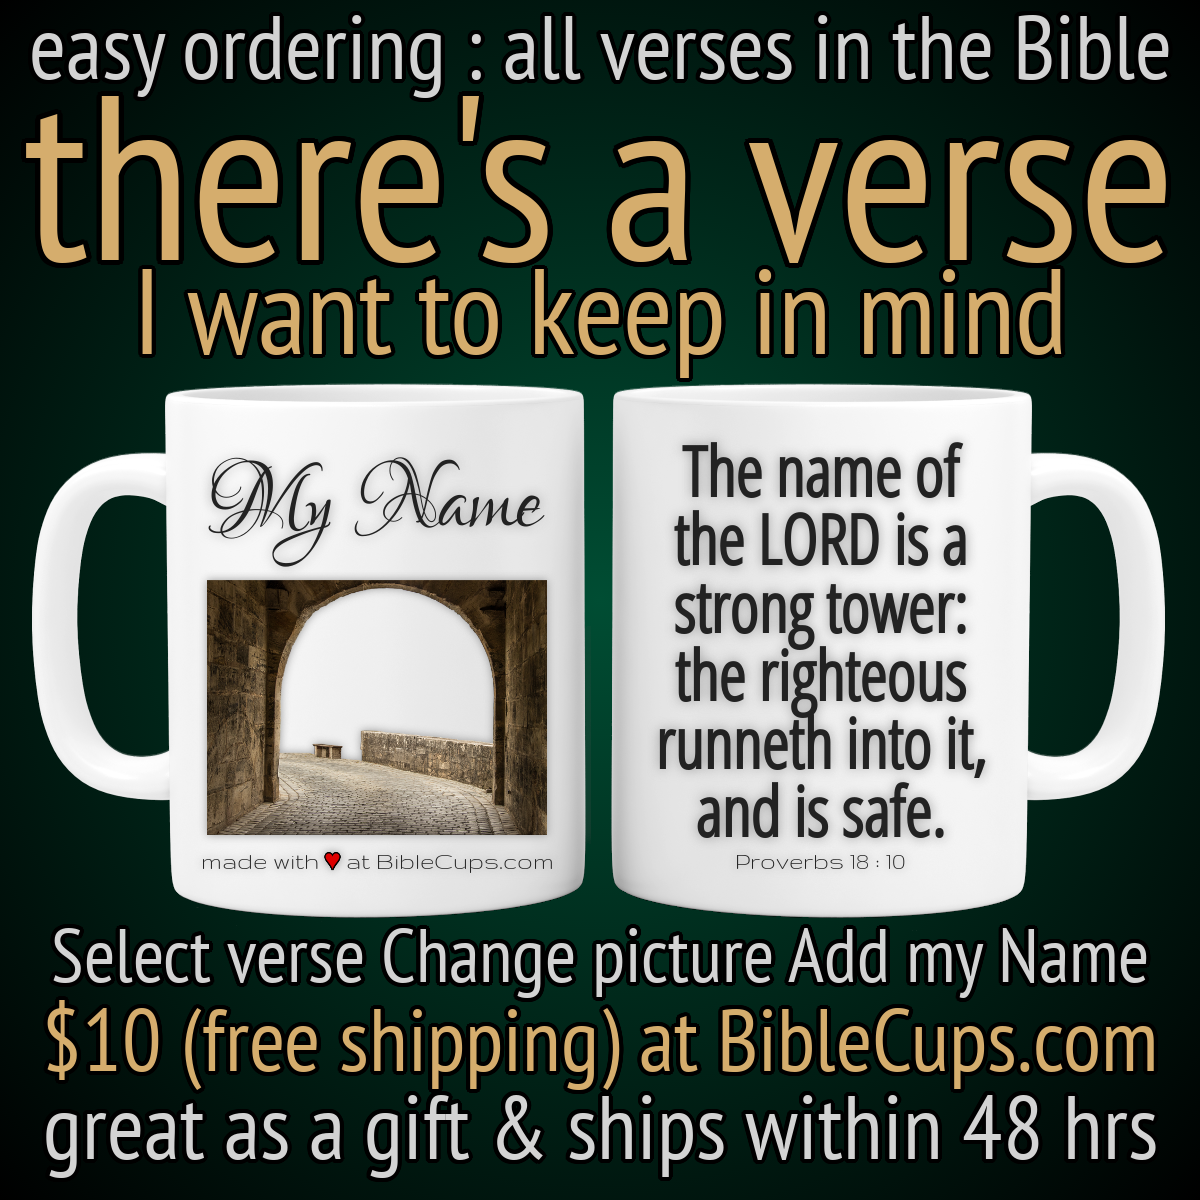 easy ordering : all verses in the Bible
there's a verse
I want to keep in mind
My Name
made with ❤ at BibleCups.com
The name of
the LORD is a
strong tower:
the righteous
runneth into it,
and is safe.
Proverbs 18 : 10
Select verse Change picture Add my Name
$10 (free shipping) at BibleCups.com
great as a gift & ships within 48 hrs